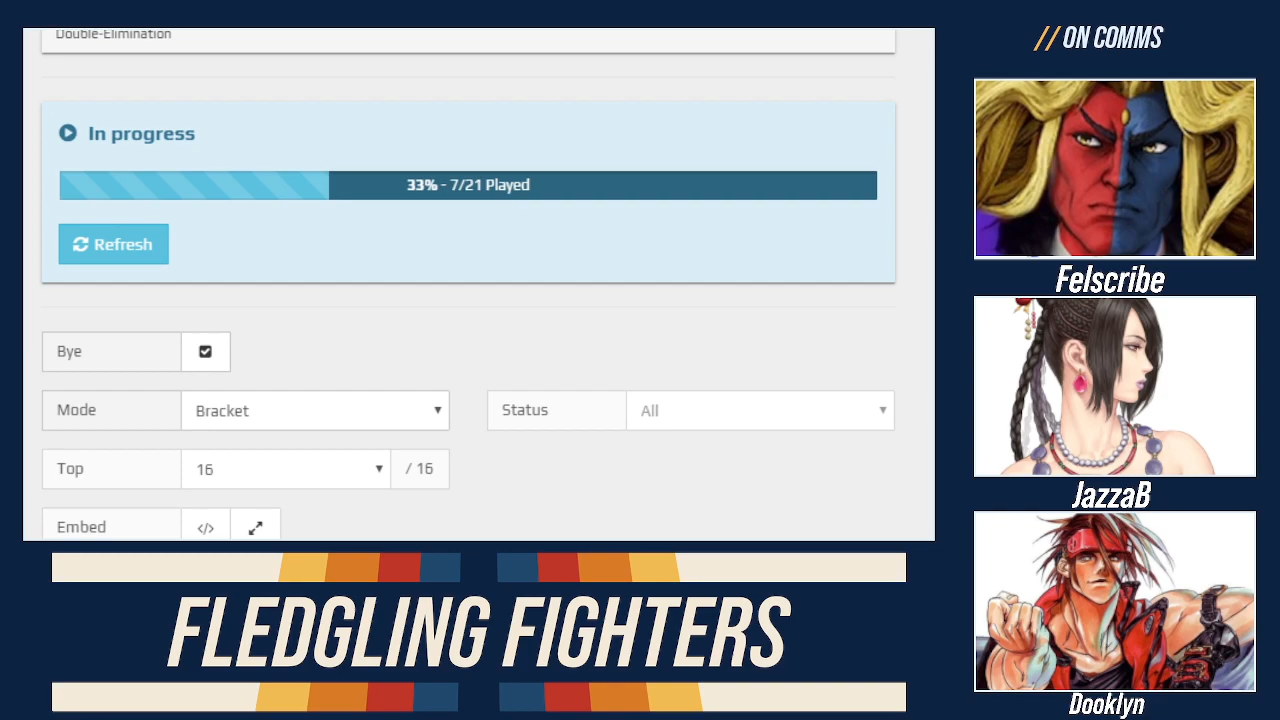 Double-Elimination
In progress
33% - 7/21 Played
Refresh
Bye
Mode Bracket Status All
Top 16 / 16
Embed </>
FLEDGLING FIGHTERS
// ON COMMS
Felscribe
JazzaB
Dooklyn